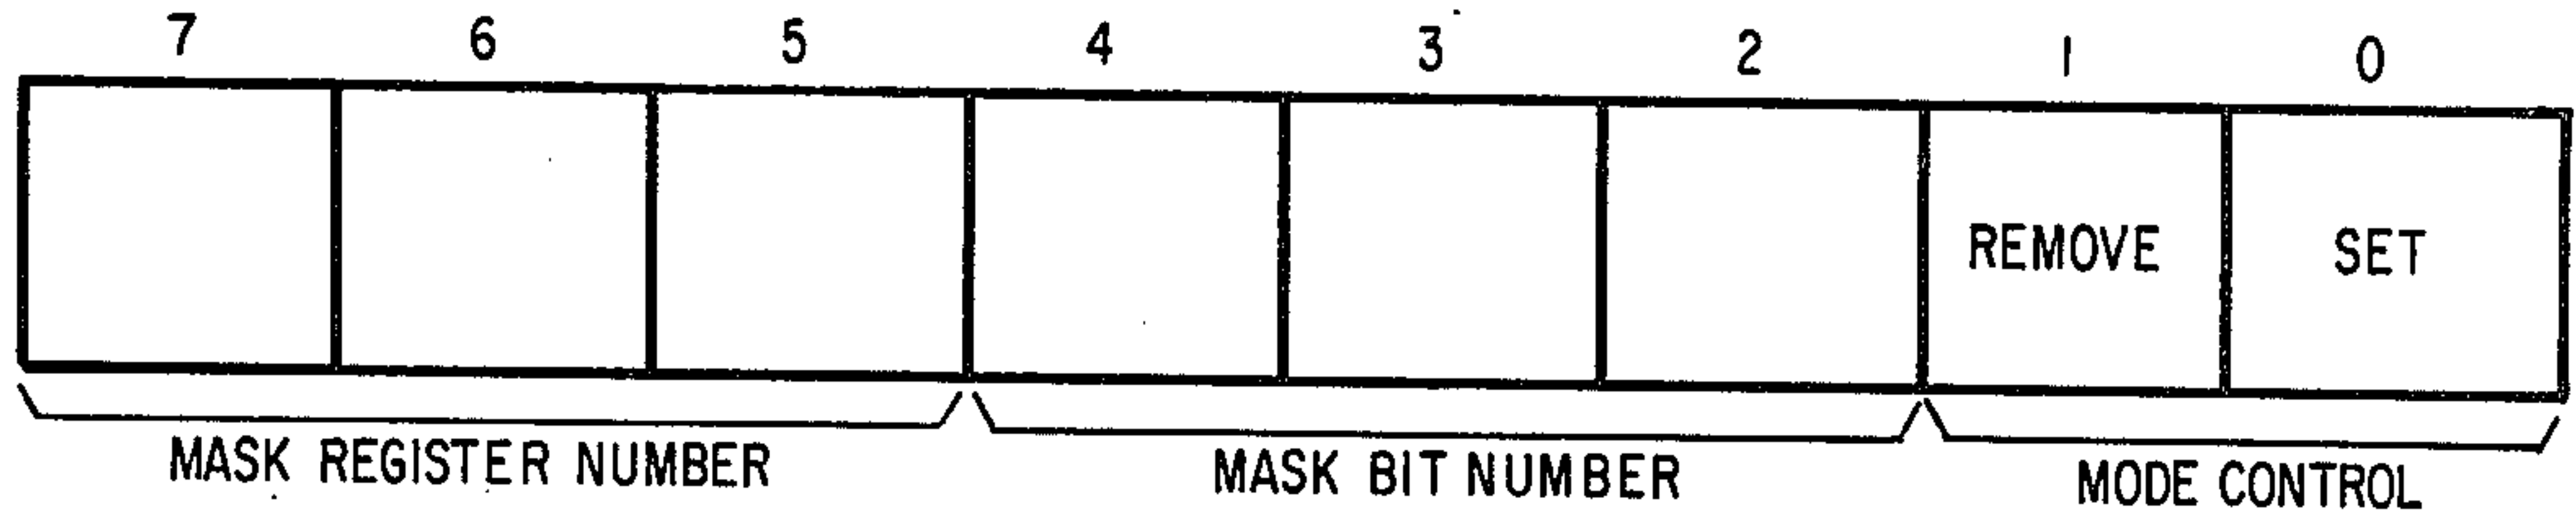 7 6 5 4 3 2 1 0
REMOVE SET
MASK REGISTER NUMBER MASK BIT NUMBER MODE CONTROL